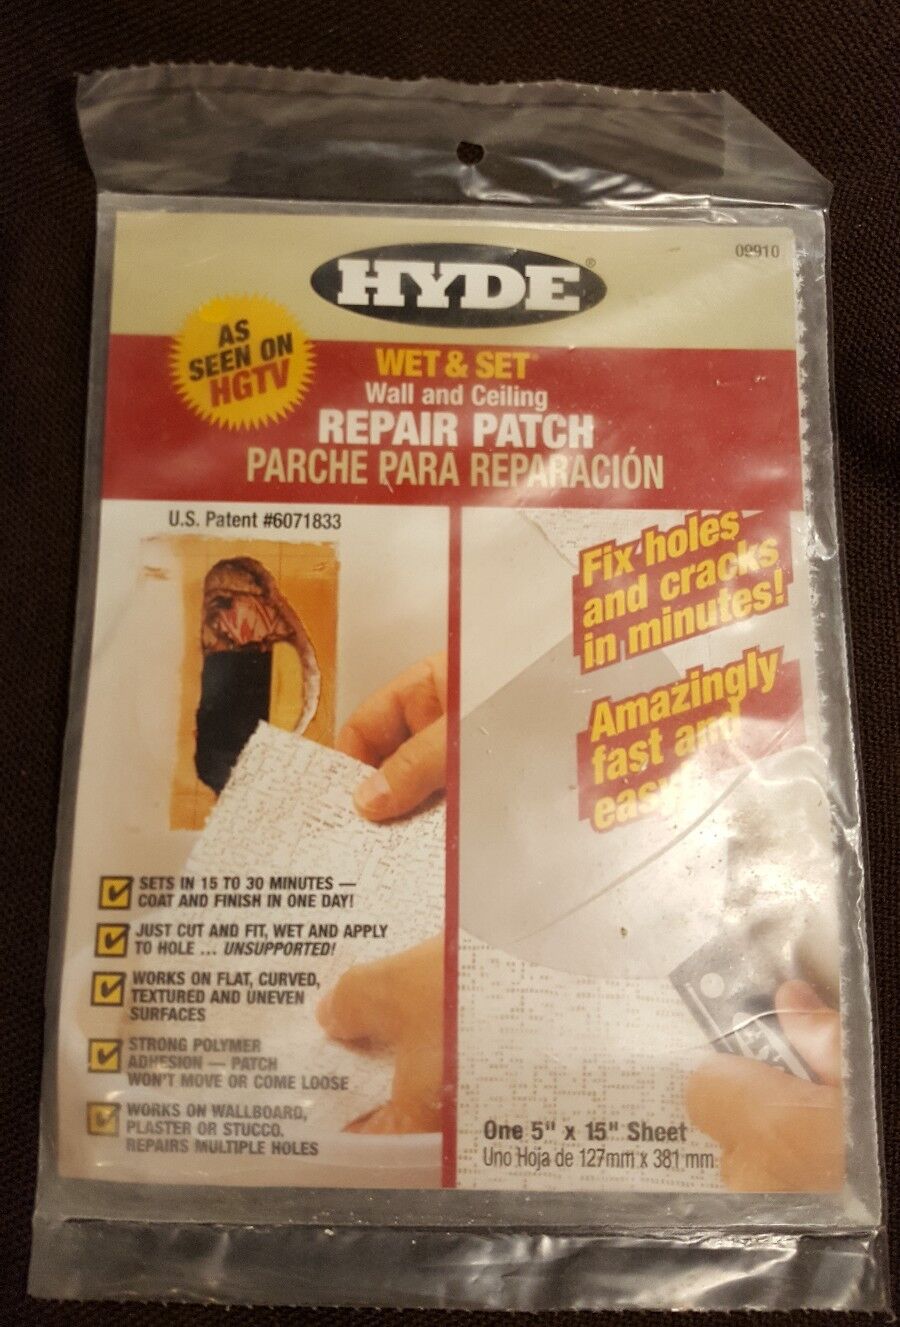 09910
HYDE®
AS
SEEN ON
HGTV
WET & SET®
Wall and Ceiling
REPAIR PATCH
PARCHE PARA REPARACIÓN
U.S. Patent #6071833
Fix holes
and cracks
in minutes!
Amazingly
fast and
easy!
SETS IN 15 TO 30 MINUTES —
COAT AND FINISH IN ONE DAY!
JUST CUT AND FIT, WET AND APPLY
TO HOLE ... UNSUPPORTED!
WORKS ON FLAT, CURVED,
TEXTURED AND UNEVEN
SURFACES
STRONG POLYMER
ADHESION — PATCH
WON'T MOVE OR COME LOOSE
WORKS ON WALLBOARD,
PLASTER OR STUCCO.
REPAIRS MULTIPLE HOLES
One 5" x 15" Sheet
Uno Hoja de 127mm x 381 mm